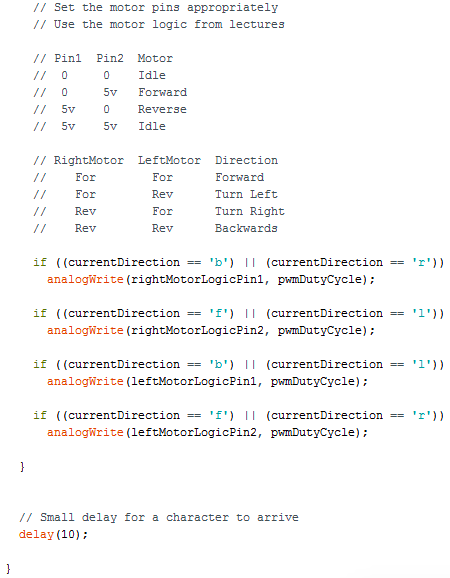 // Set the motor pins appropriately
// Use the motor logic from lectures
// Pin1  Pin2  Motor
//  0     0    Idle
//  0     5v   Forward
//  5v    0    Reverse
//  5v    5v   Idle
// RightMotor  LeftMotor  Direction
//    For        For      Forward
//    For        Rev      Turn Left
//    Rev        For      Turn Right
//    Rev        Rev      Backwards
if ((currentDirection == 'b') || (currentDirection == 'r'))
analogWrite(rightMotorLogicPin1, pwmDutyCycle);
if ((currentDirection == 'f') || (currentDirection == 'l'))
analogWrite(rightMotorLogicPin2, pwmDutyCycle);
if ((currentDirection == 'b') || (currentDirection == 'l'))
analogWrite(leftMotorLogicPin1, pwmDutyCycle);
if ((currentDirection == 'f') || (currentDirection == 'r'))
analogWrite(leftMotorLogicPin2, pwmDutyCycle);
}
// Small delay for a character to arrive
delay(10);
}